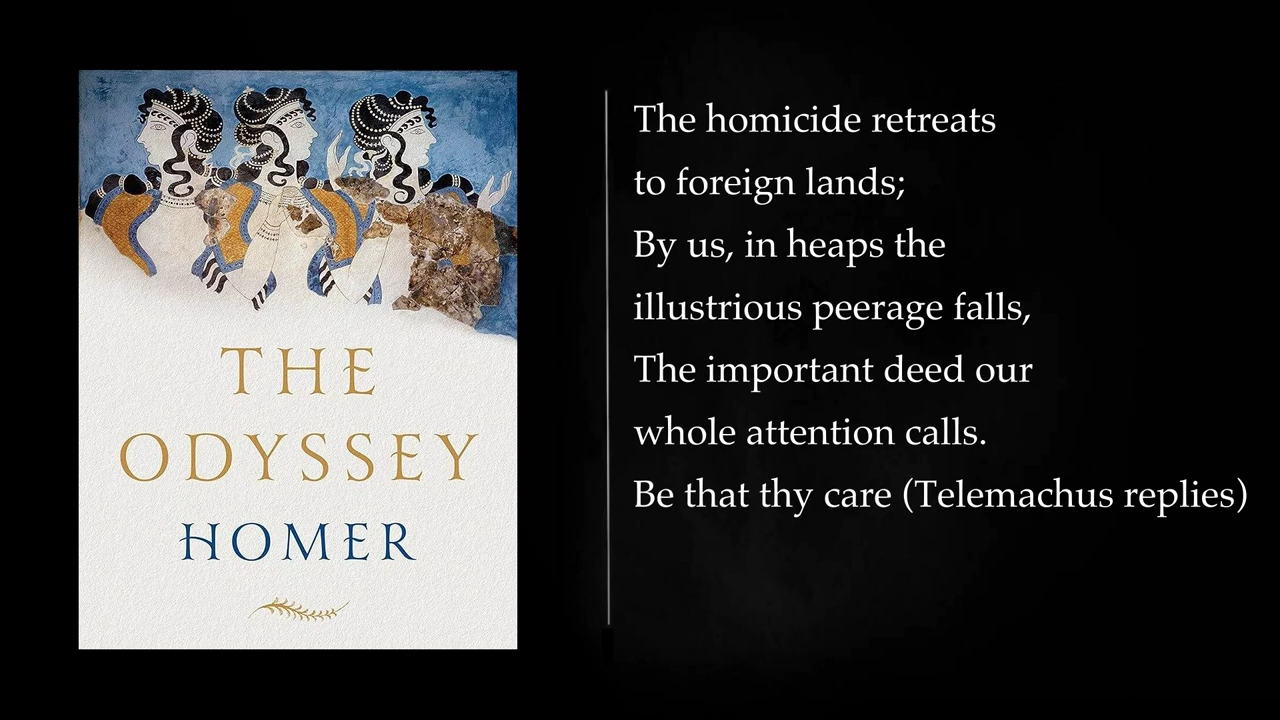 THE
ODYSSEY
HOMER
The homicide retreats
to foreign lands;
By us, in heaps the
illustrious peerage falls,
The important deed our
whole attention calls.
Be that thy care (Telemachus replies)